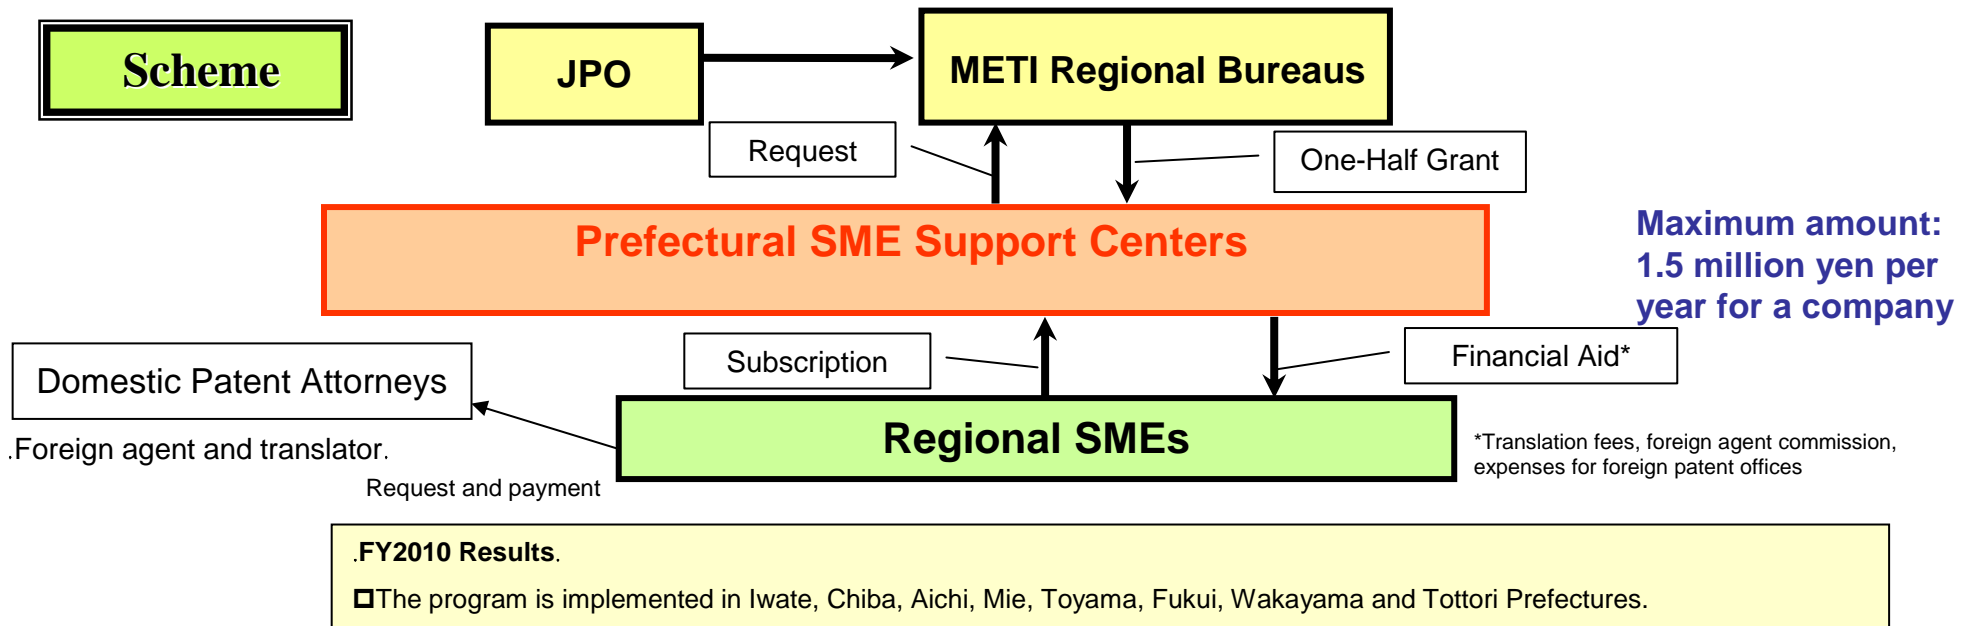 Scheme
JPO
METI Regional Bureaus
Request
One-Half Grant
Prefectural SME Support Centers
Maximum amount:
1.5 million yen per
year for a company
Subscription
Financial Aid*
Domestic Patent Attorneys
.Foreign agent and translator.
Regional SMEs
*Translation fees, foreign agent commission,
expenses for foreign patent offices
Request and payment
.FY2010 Results.
The program is implemented in Iwate, Chiba, Aichi, Mie, Toyama, Fukui, Wakayama and Tottori Prefectures.